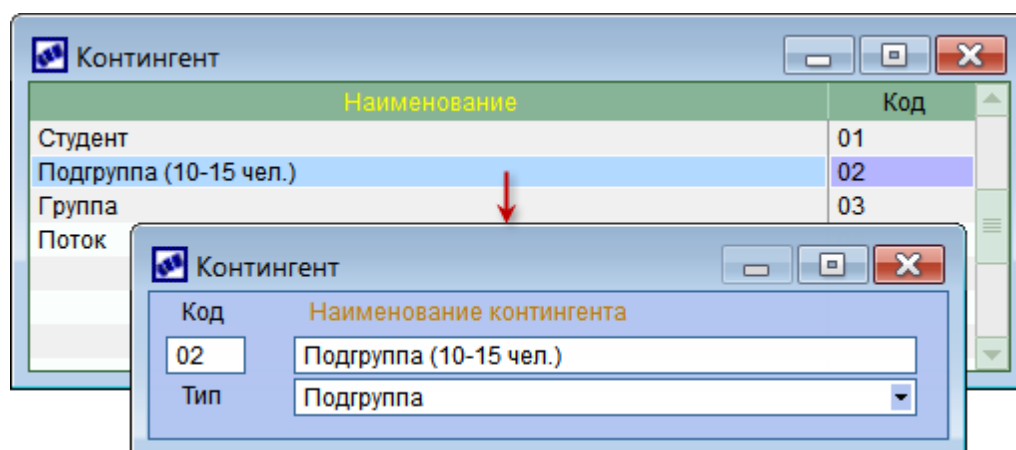 Контингент
Наименование Код
Студент 01
Подгруппа (10-15 чел.) 02
Группа 03
Поток
Контингент
Код Наименование контингента
02 Подгруппа (10-15 чел.)
Тип Подгруппа